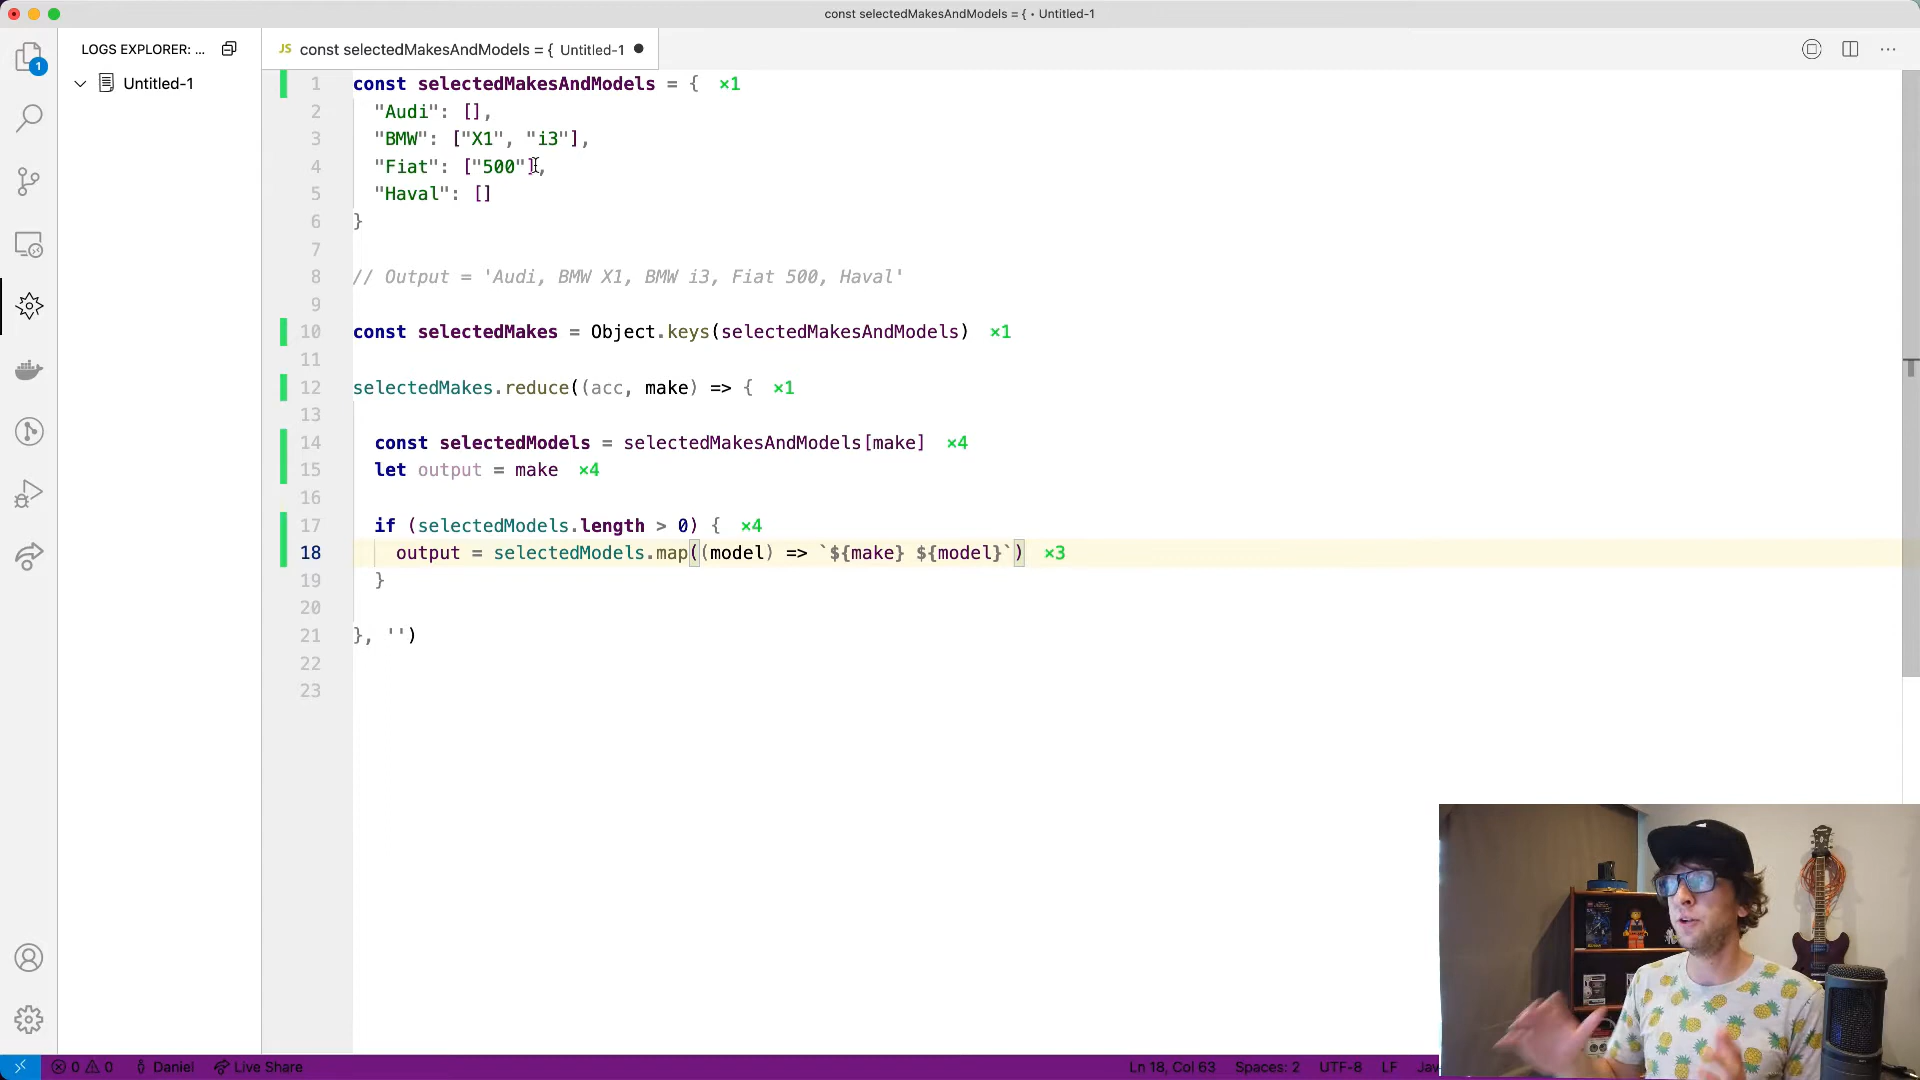 const selectedMakesAndModels = { • Untitled-1
LOGS EXPLORER: ...
JS const selectedMakesAndModels = { Untitled-1 ●
1
Untitled-1
1 const selectedMakesAndModels = { ×1
2 "Audi": [],
3 "BMW": ["X1", "i3"],
4 "Fiat": ["500"],
5 "Haval": []
6 }
7
8 // Output = 'Audi, BMW X1, BMW i3, Fiat 500, Haval'
9
10 const selectedMakes = Object.keys(selectedMakesAndModels) ×1
11
12 selectedMakes.reduce((acc, make) => { ×1
13
14 const selectedModels = selectedMakesAndModels[make] ×4
15 let output = make ×4
16
17 if (selectedModels.length > 0) { ×4
18 output = selectedModels.map((model) => `${make} ${model}`) ×3
19 }
20
21 }, '')
22
23
0 0 Daniel Live Share Ln 18, Col 63 Spaces: 2 UTF-8 LF